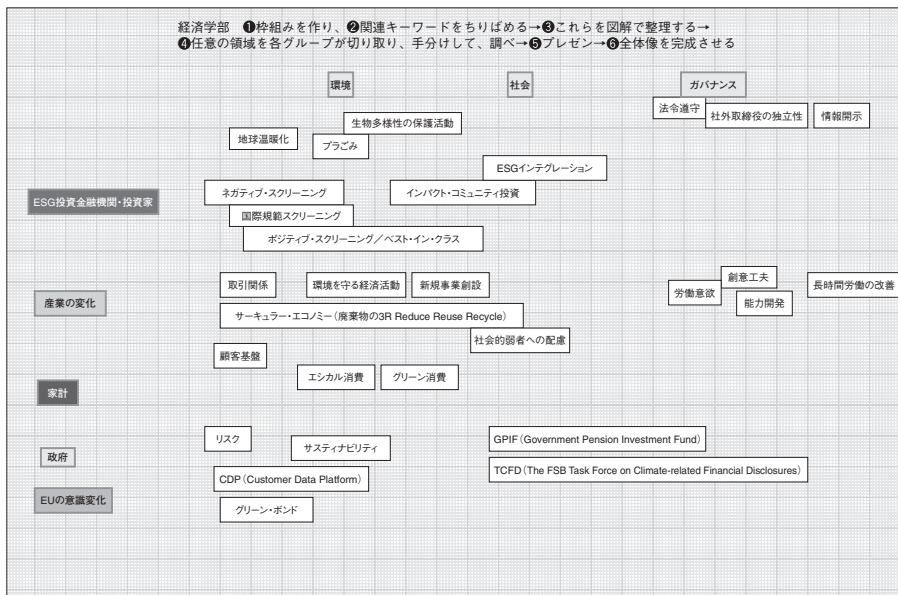 経済学部　❶枠組みを作り、❷関連キーワードをちりばめる→❸これらを図解で整理する→
❹任意の領域を各グループが切り取り、手分けして、調べ→❺プレゼン→❻全体像を完成させる
環境
社会
ガバナンス
法令遵守
社外取締役の独立性
情報開示
生物多様性の保護活動
地球温暖化
プラごみ
ESGインテグレーション
ESG投資金融機関・投資家
ネガティブ・スクリーニング
インパクト・コミュニティ投資
国際規範スクリーニング
ポジティブ・スクリーニング／ベスト・イン・クラス
産業の変化
取引関係
環境を守る経済活動
新規事業創設
労働意欲
創意工夫
能力開発
長時間労働の改善
サーキュラー・エコノミー（廃棄物の3R Reduce Reuse Recycle）
社会的弱者への配慮
顧客基盤
エシカル消費
グリーン消費
家計
リスク
サスティナビリティ
GPIF（Government Pension Investment Fund）
政府
CDP（Customer Data Platform）
TCFD（The FSB Task Force on Climate-related Financial Disclosures）
EUの意識変化
グリーン・ボンド